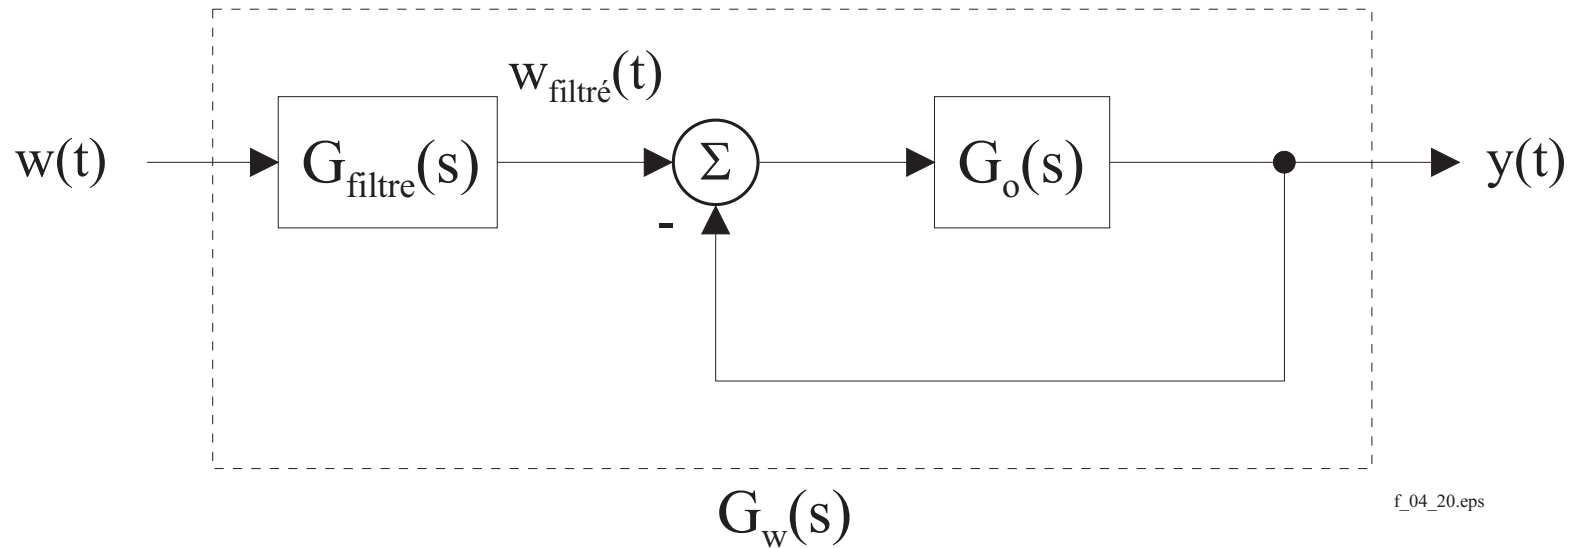 w_filtré(t)
w(t)
G_filtre(s)
Σ
G_o(s)
y(t)
-
G_w(s)
f_04_20.eps